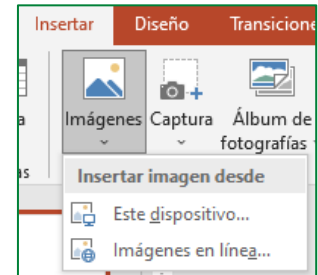 Insertar Diseño Transicione
Imágenes Captura Álbum de
fotografías
Insertar imagen desde
Este dispositivo...
Imágenes en línea...